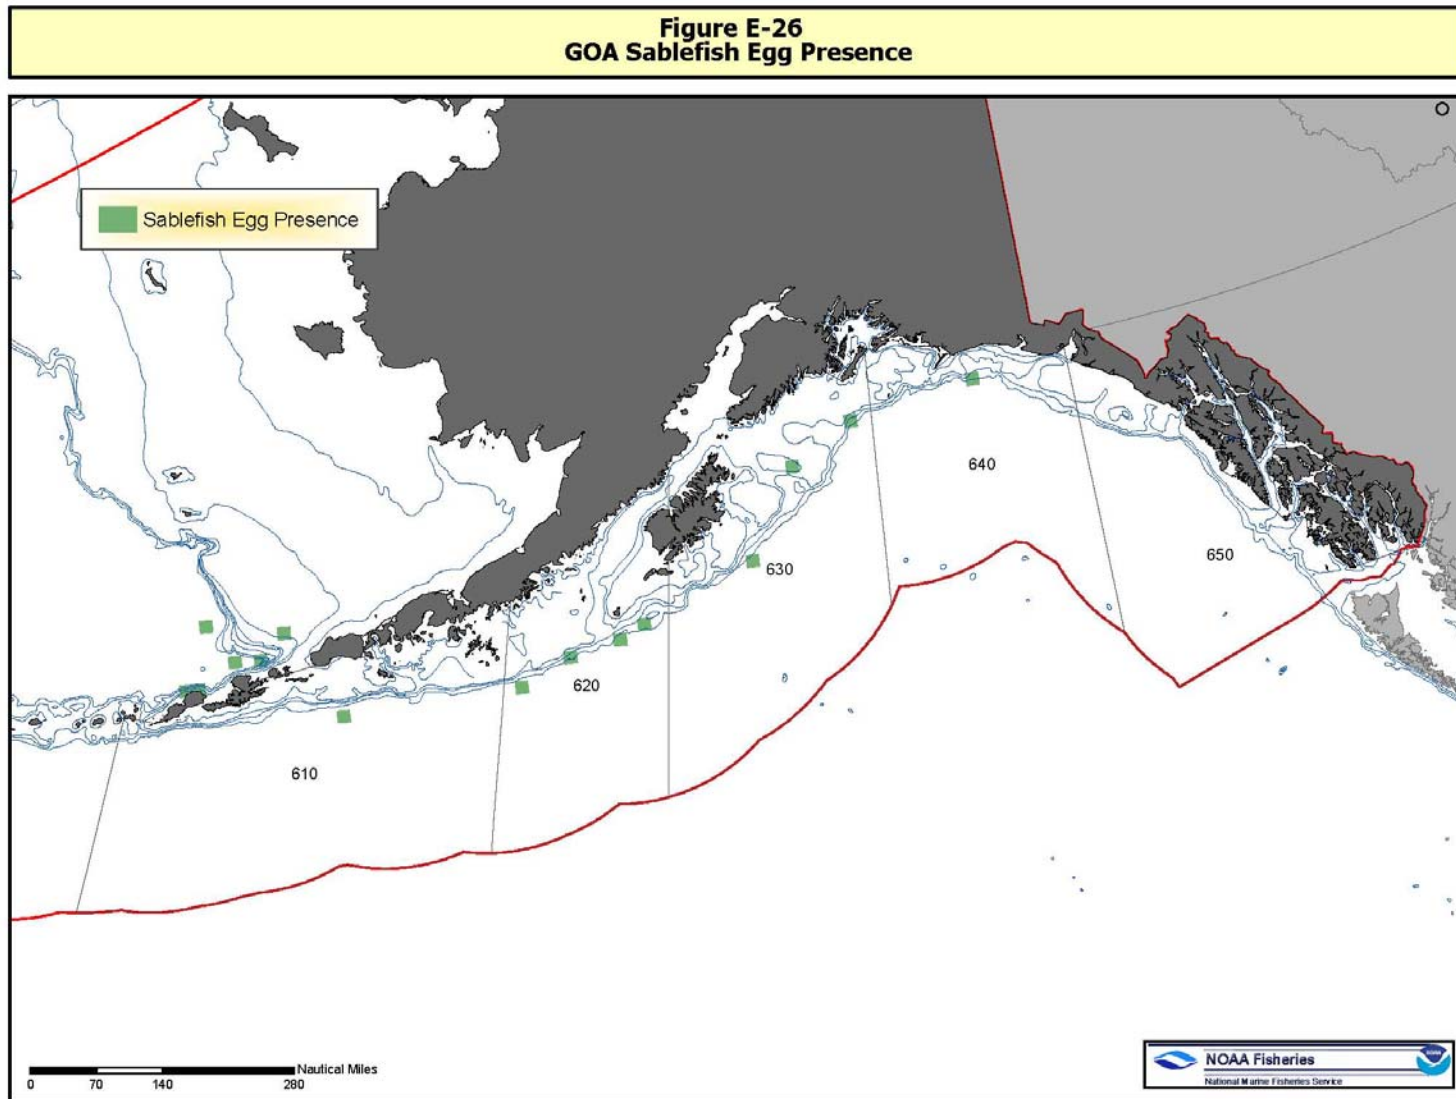 Figure E-26
GOA Sablefish Egg Presence
Sablefish Egg Presence
640
650
630
620
610
Nautical Miles
0 70 140 280
NOAA Fisheries
National Marine Fisheries Service